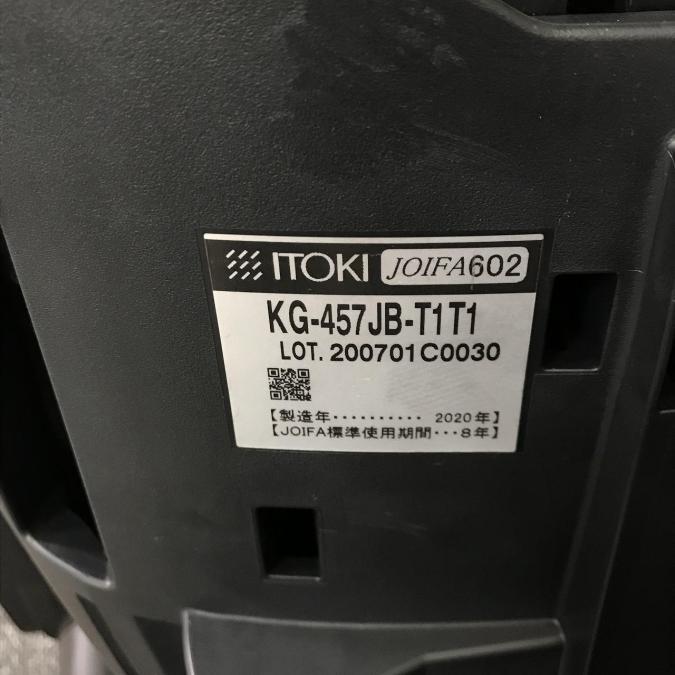 ITOKI JOIFA602
KG-457JB-T1T1
LOT. 200701C0030
【製造年·········· 2020年】
【JOIFA標準使用期間···8年】